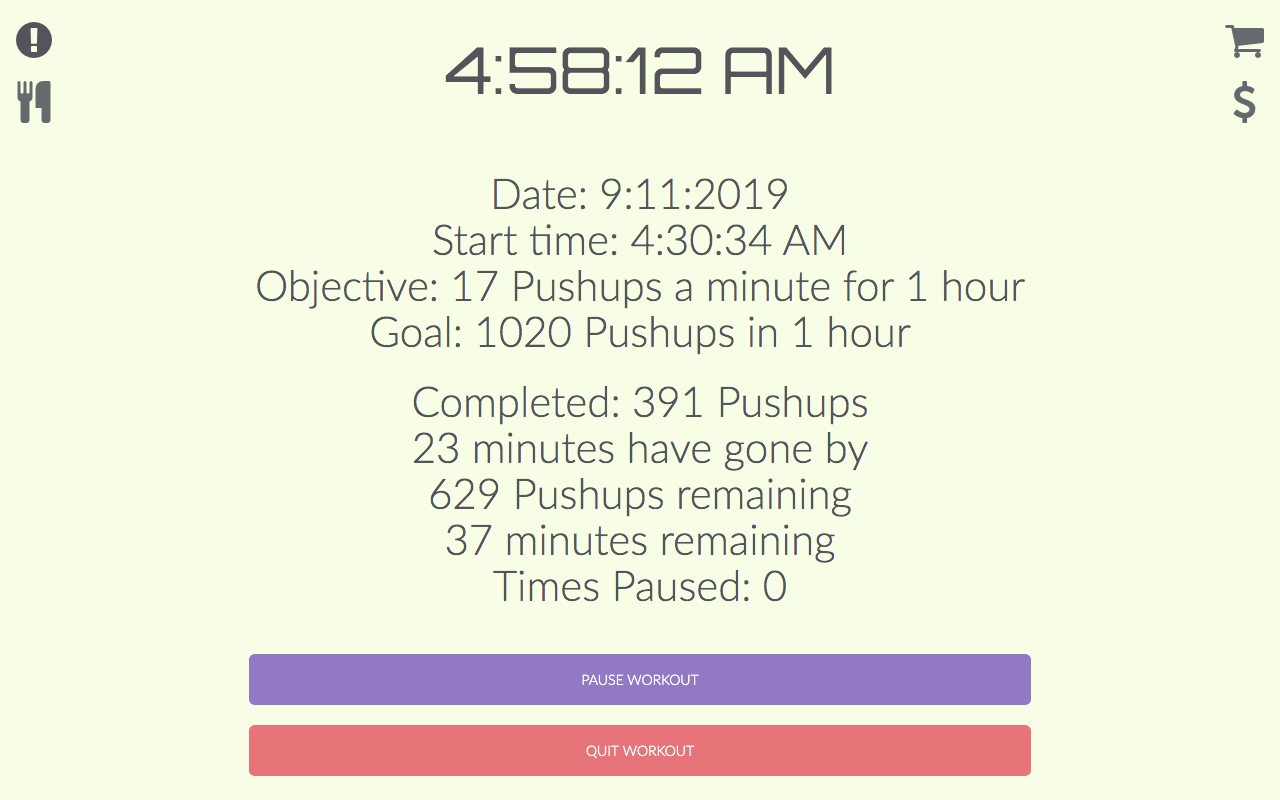 4:58:12 AM
Date: 9:11:2019
Start time: 4:30:34 AM
Objective: 17 Pushups a minute for 1 hour
Goal: 1020 Pushups in 1 hour
Completed: 391 Pushups
23 minutes have gone by
629 Pushups remaining
37 minutes remaining
Times Paused: 0
PAUSE WORKOUT
QUIT WORKOUT